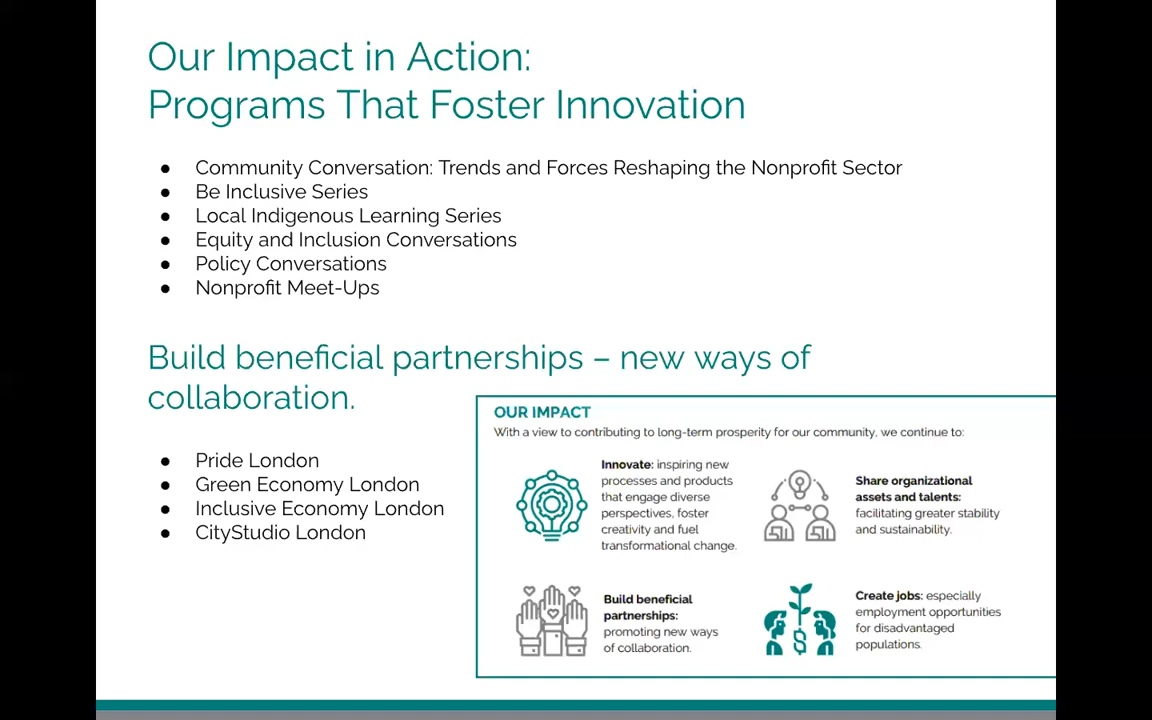 Our Impact in Action:
Programs That Foster Innovation
● Community Conversation: Trends and Forces Reshaping the Nonprofit Sector
● Be Inclusive Series
● Local Indigenous Learning Series
● Equity and Inclusion Conversations
● Policy Conversations
● Nonprofit Meet-Ups
Build beneficial partnerships – new ways of
collaboration.
● Pride London
● Green Economy London
● Inclusive Economy London
● CityStudio London
OUR IMPACT
With a view to contributing to long-term prosperity for our community, we continue to:
Innovate: inspiring new
processes and products
that engage diverse
perspectives, foster
creativity and fuel
transformational change.
Share organizational
assets and talents:
facilitating greater stability
and sustainability.
Build beneficial
partnerships:
promoting new ways
of collaboration.
Create jobs: especially
employment opportunities
for disadvantaged
populations.